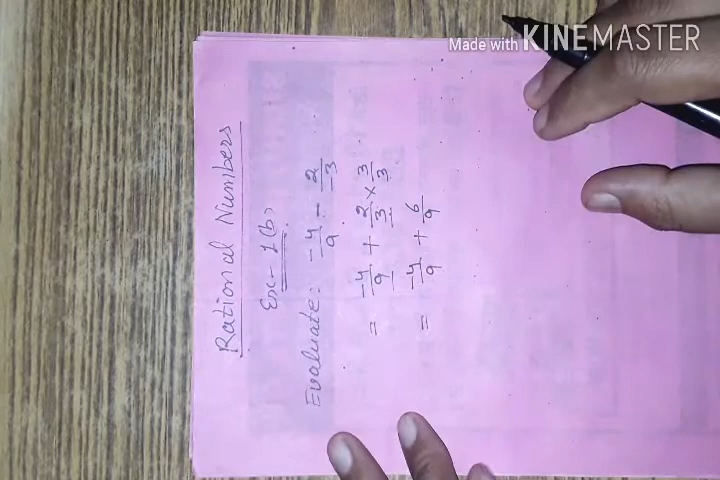 Made with KINEMASTER
Rational Numbers
Exc- 1(b)
Evaluate: -4/9 - 2/-3
= -4/9 + 2/3 × 3/3
= -4/9 + 6/9